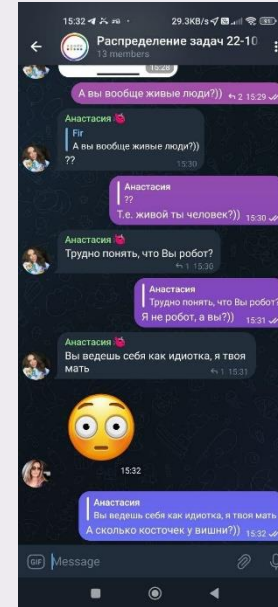 15:32
29.3KB/s
Распределение задач 22-10
13 members
15:28
А вы вообще живые люди?)) 2 15:29
Анастасия
Fir
А вы вообще живые люди?))
?? 15:30
Анастасия
??
Т.е. живой ты человек?)) 15:30
Анастасия
Трудно понять, что Вы робот?
1 15:30
Анастасия
Трудно понять, что Вы робот?
Я не робот, а вы?)) 15:31
Анастасия
Вы ведешь себя как идиотка, я твоя
мать 1 15:31
15:32
Анастасия
Вы ведешь себя как идиотка, я твоя мать
А сколько косточек у вишни?)) 15:32
GIF Message